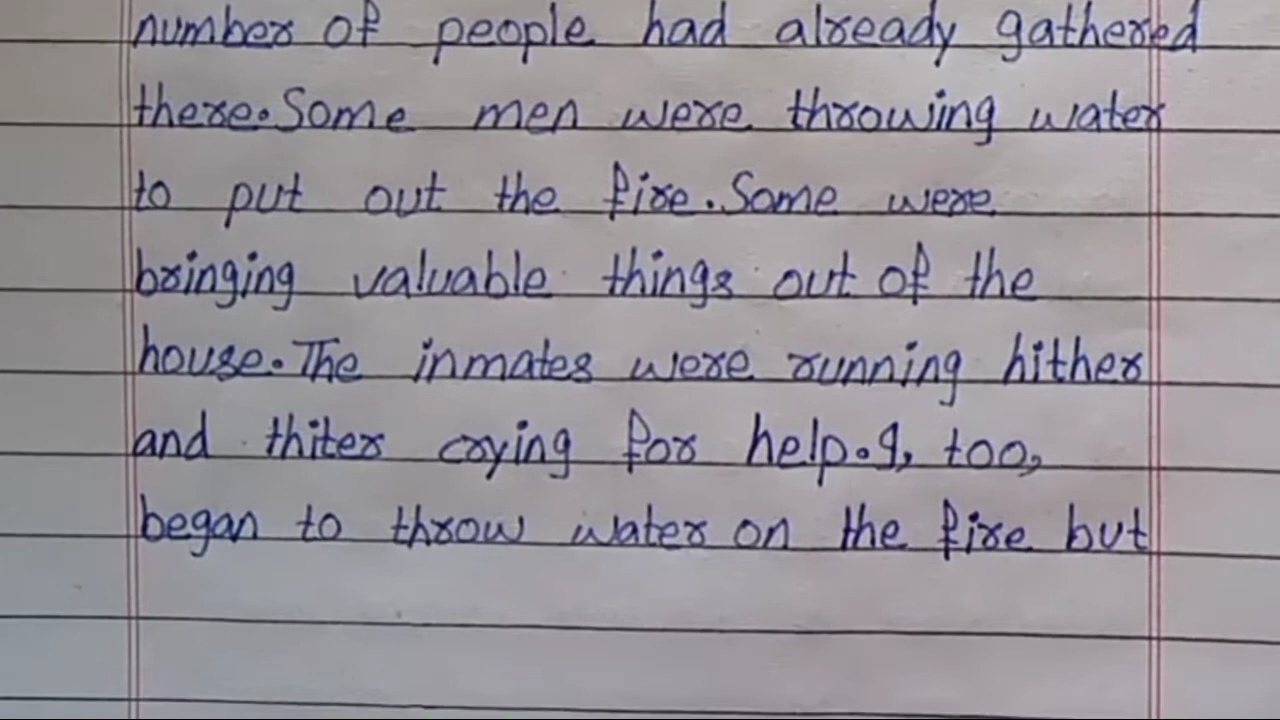 number of people had already gathered
there. Some men were throwing water
to put out the fire. Some were
bringing valuable things out of the
house. The inmates were running hither
and thiter crying for help. I, too,
began to throw water on the fire but